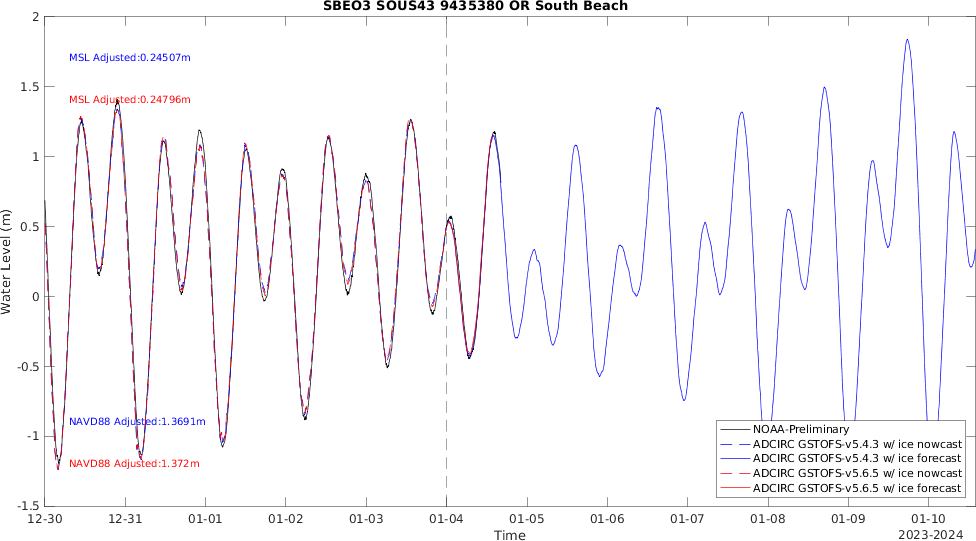 SBEO3 SOUS43 9435380 OR South Beach
2
1.5
1
0.5
0
-0.5
-1
-1.5
Water Level (m)
MSL Adjusted:0.24507m
MSL Adjusted:0.24796m
NAVD88 Adjusted:1.3691m
NAVD88 Adjusted:1.372m
NOAA-Preliminary
ADCIRC GSTOFS-v5.4.3 w/ ice nowcast
ADCIRC GSTOFS-v5.4.3 w/ ice forecast
ADCIRC GSTOFS-v5.6.5 w/ ice nowcast
ADCIRC GSTOFS-v5.6.5 w/ ice forecast
12-30 12-31 01-01 01-02 01-03 01-04 01-05 01-06 01-07 01-08 01-09 01-10
Time
2023-2024